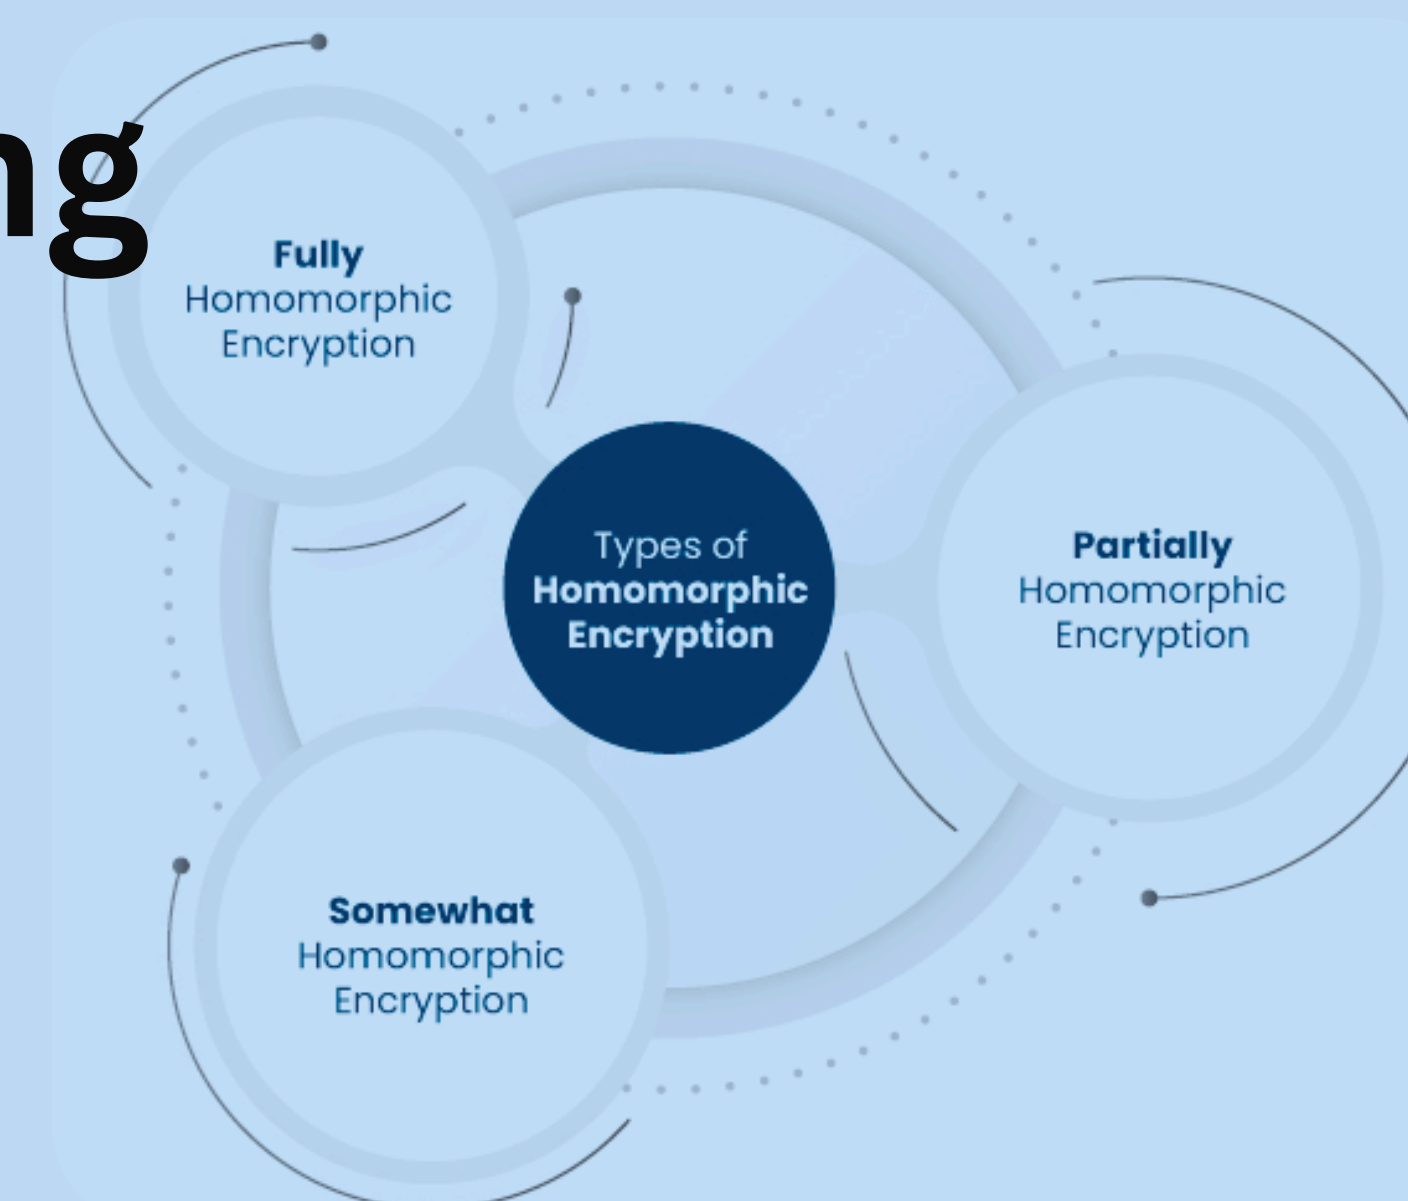 ng
Fully
Homomorphic
Encryption
Types of
Homomorphic
Encryption
Partially
Homomorphic
Encryption
Somewhat
Homomorphic
Encryption